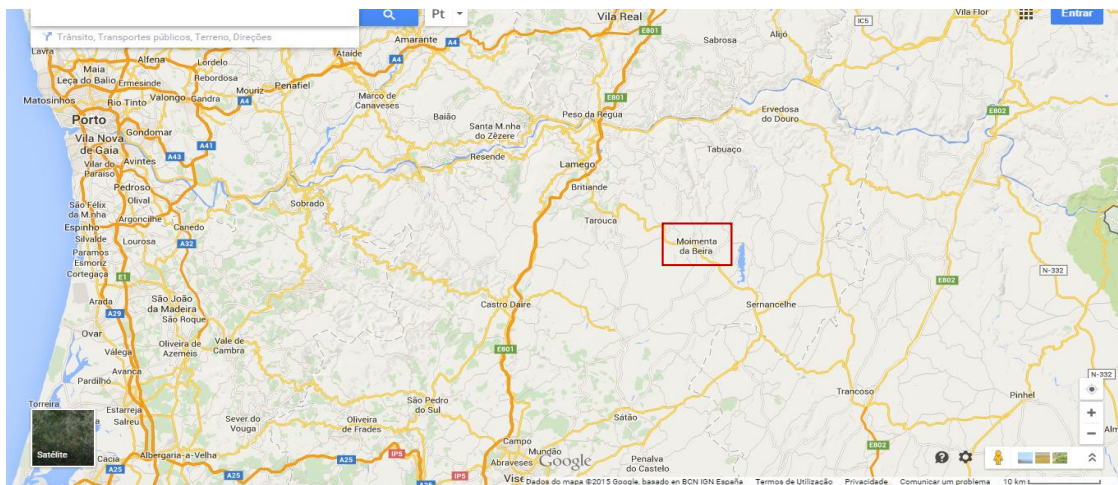 Pt
Vila Real
Vila Flor
Entrar
IC5
Trânsito, Transportes públicos, Terreno, Direções
Amarante
A4
E801
Sabrosa
Alijó
Lavra
Alfena
Lordelo
Ataíde
A4
Maia
Leça do Balio
Ermesinde
Rebordosa
Mouriz
Penafiel
Matosinhos
Rio Tinto
Valongo
Gandra
A4
Marco de
Canaveses
E801
Ervedosa
do Douro
E802
Porto
Baião
Peso da Régua
Vila Nova
de Gaia
Gondomar
A41
Santa M.nha
do Zêzere
Tabuaço
Vilar do
Paraíso
Avintes
A43
Resende
Lamego
Pedroso
Britiande
Olival
Sobrado
São Félix
da M.nha
Argoncilhe
Tarouca
Espinho
Canedo
Silvalde
Lourosa
A32
Moimenta
da Beira
Paramos
Esmoriz
Cortegaça
E1
N-332
E802
Arada
São João
da Madeira
Castro Daire
Sernancelhe
A29
São Roque
Ovar
Oliveira de
Azeméis
Vale de
Cambra
Válega
E801
Avanca
N-332
Pardilhó
Trancoso
Pinhel
Torreira
Estarreja
São Pedro
do Sul
Salreu
Sever do
Vouga
Oliveira
de Frades
Sátão
Satélite
Cacia
Albergaria-a-Velha
A25
IP5
Campo
Mundão
E802
A25
A25
IP5
Abraveses
Google
Penalva
do Castelo
Dados do mapa ©2015 Google, basado en BCN IGN España
Termos de Utilização
Privacidade
Comunicar um problema
10 km